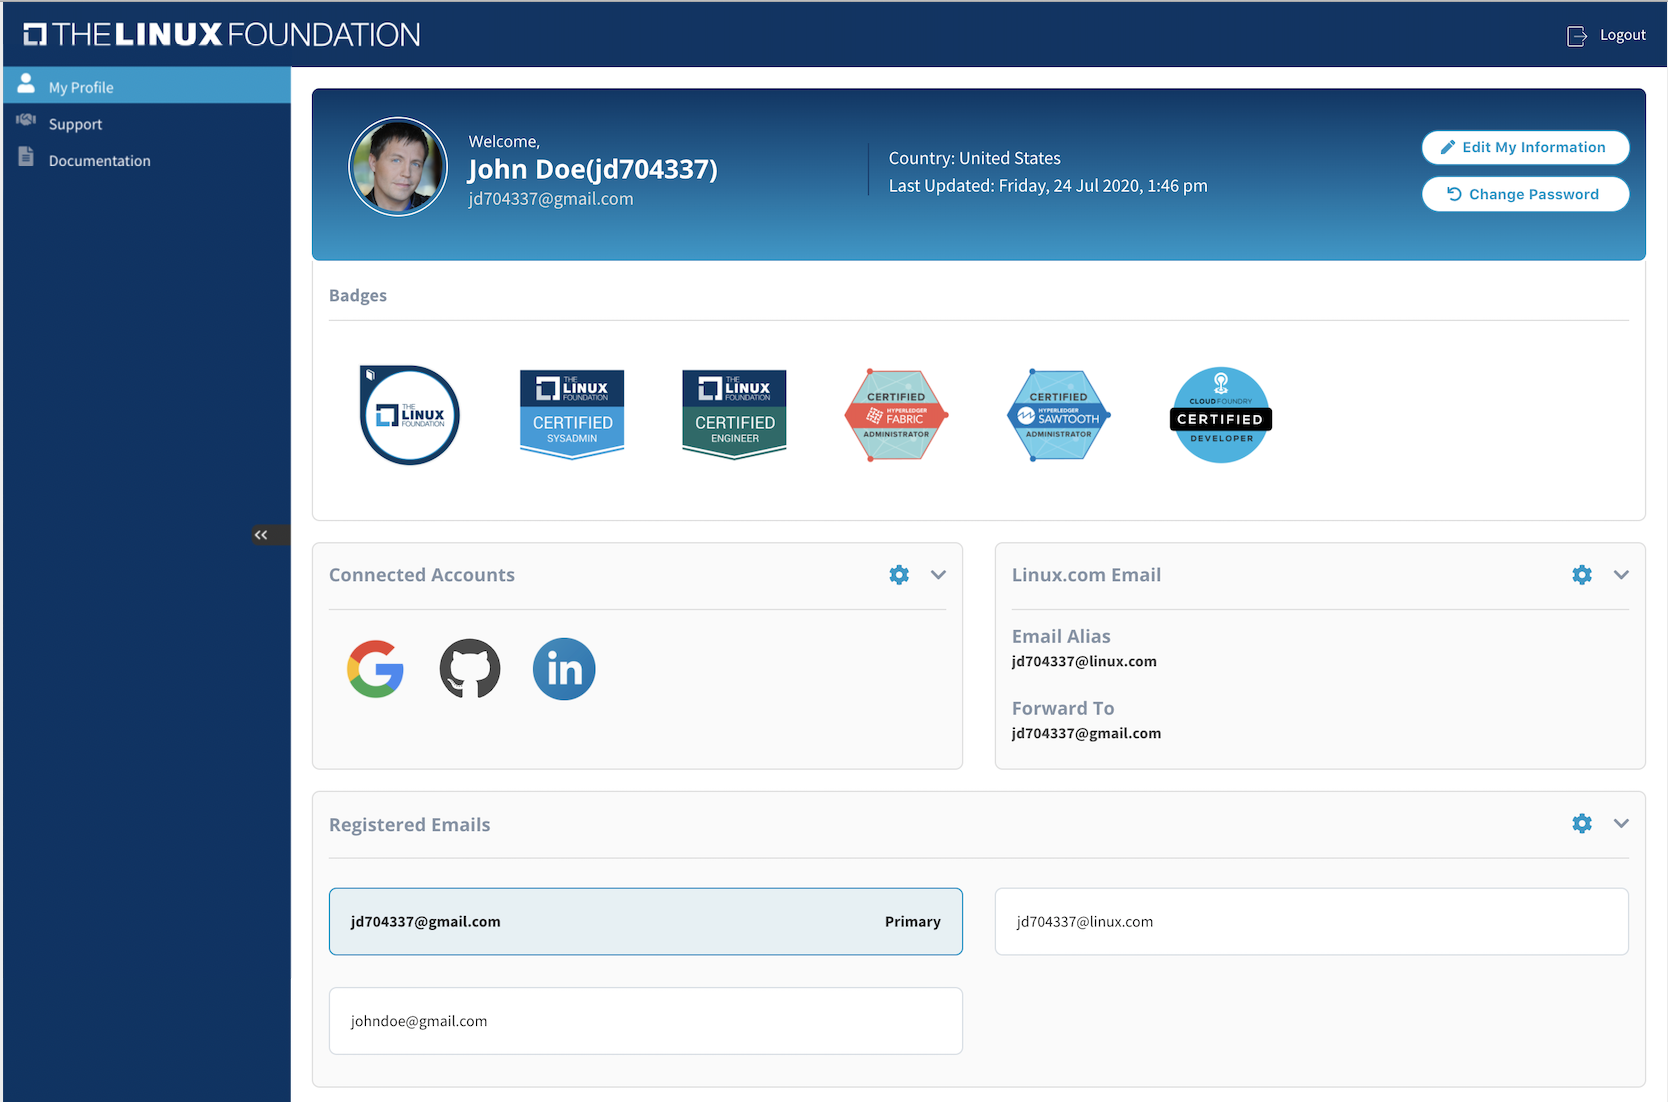 THE LINUX FOUNDATION
Logout
My Profile
Support
Documentation
Welcome,
John Doe(jd704337)
jd704337@gmail.com
Country: United States
Last Updated: Friday, 24 Jul 2020, 1:46 pm
Edit My Information
Change Password
Badges
THE
LINUX
FOUNDATION
THE
LINUX
FOUNDATION
CERTIFIED
SYSADMIN
THE
LINUX
FOUNDATION
CERTIFIED
ENGINEER
CERTIFIED
HYPERLEDGER
FABRIC
ADMINISTRATOR
CERTIFIED
HYPERLEDGER
SAWTOOTH
ADMINISTRATOR
CLOUD FOUNDRY
CERTIFIED
DEVELOPER
Connected Accounts
in
Linux.com Email
Email Alias
jd704337@linux.com
Forward To
jd704337@gmail.com
Registered Emails
jd704337@gmail.com Primary
jd704337@linux.com
johndoe@gmail.com